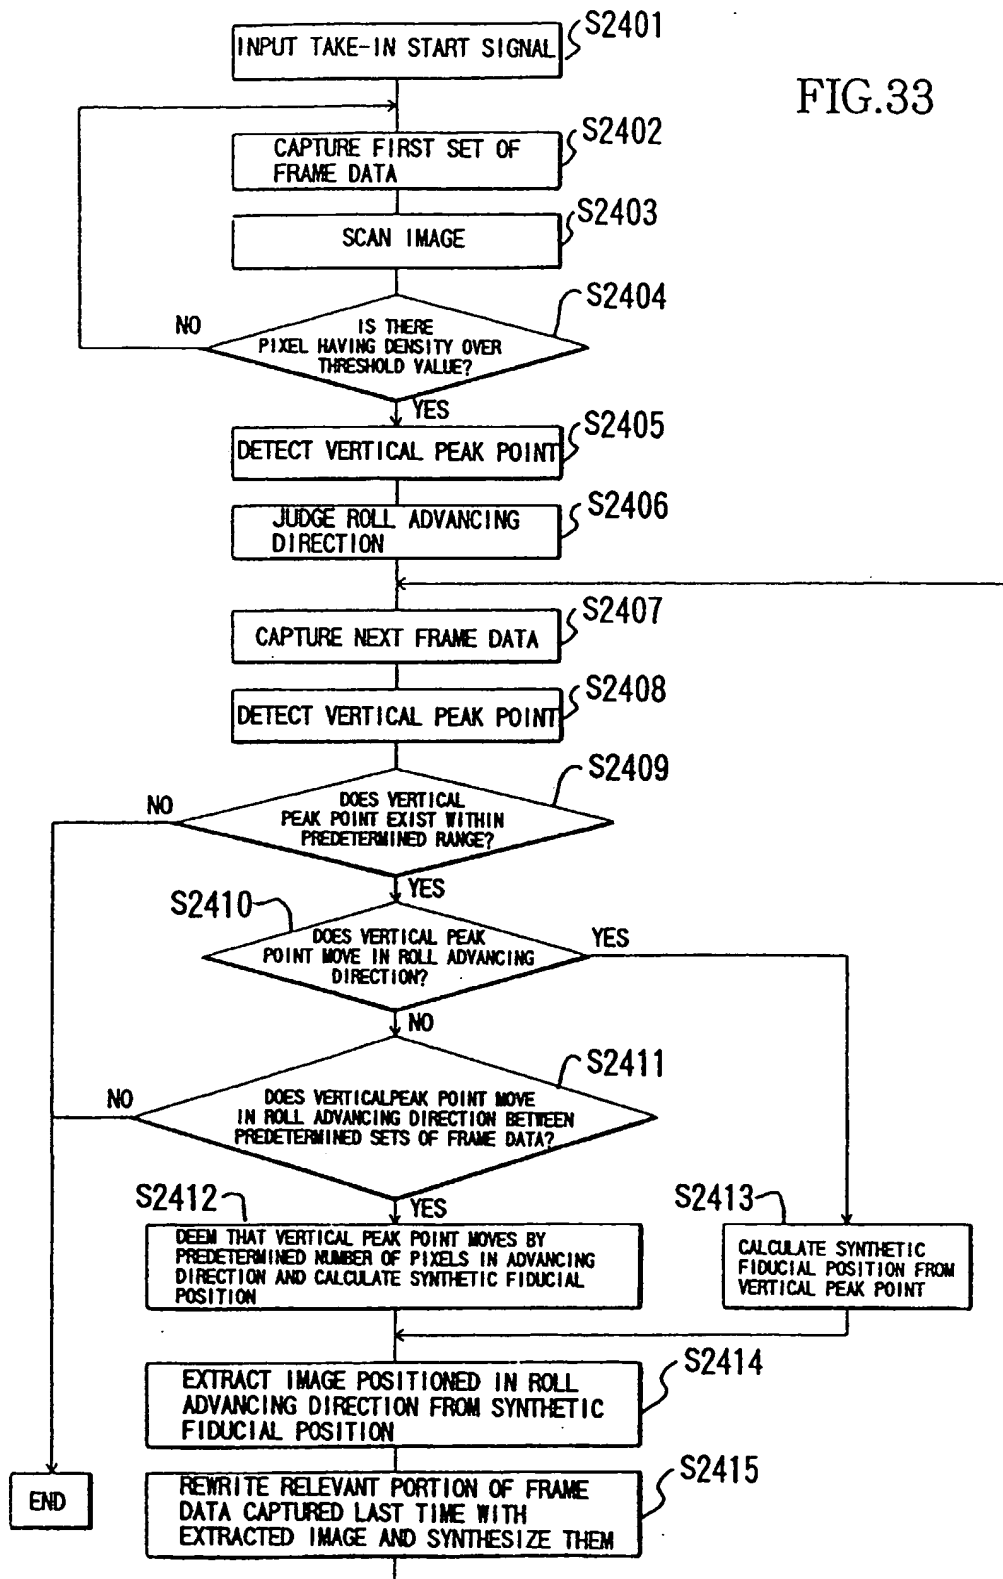 FIG.33
S2401
INPUT TAKE-IN START SIGNAL
S2402
CAPTURE FIRST SET OF
FRAME DATA
S2403
SCAN IMAGE
S2404
NO
IS THERE
PIXEL HAVING DENSITY OVER
THRESHOLD VALUE?
YES
S2405
DETECT VERTICAL PEAK POINT
S2406
JUDGE ROLL ADVANCING
DIRECTION
S2407
CAPTURE NEXT FRAME DATA
S2408
DETECT VERTICAL PEAK POINT
S2409
NO
DOES VERTICAL
PEAK POINT EXIST WITHIN
PREDETERMINED RANGE?
YES
S2410
DOES VERTICAL PEAK
POINT MOVE IN ROLL ADVANCING
DIRECTION?
YES
NO
S2411
NO
DOES VERTICALPEAK POINT MOVE
IN ROLL ADVANCING DIRECTION BETWEEN
PREDETERMINED SETS OF FRAME DATA?
YES
S2412
DEEM THAT VERTICAL PEAK POINT MOVES BY
PREDETERMINED NUMBER OF PIXELS IN ADVANCING
DIRECTION AND CALCULATE SYNTHETIC FIDUCIAL
POSITION
S2413
CALCULATE SYNTHETIC
FIDUCIAL POSITION FROM
VERTICAL PEAK POINT
S2414
EXTRACT IMAGE POSITIONED IN ROLL
ADVANCING DIRECTION FROM SYNTHETIC
FIDUCIAL POSITION
S2415
REWRITE RELEVANT PORTION OF FRAME
DATA CAPTURED LAST TIME WITH
EXTRACTED IMAGE AND SYNTHESIZE THEM
END